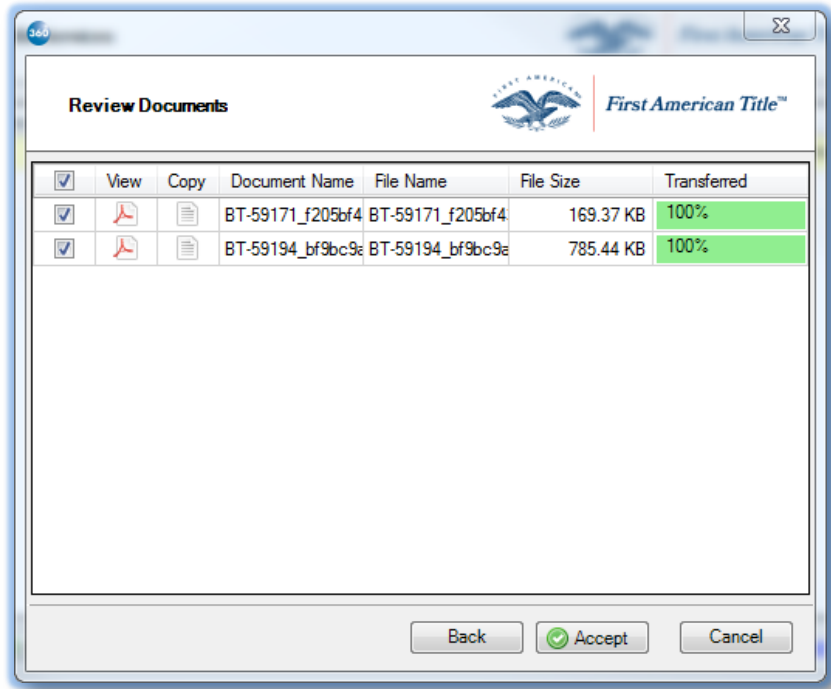 360
Review Documents
FIRST AMERICAN
First American Title™
View Copy Document Name File Name File Size Transferred
BT-59171_f205bf4 BT-59171_f205bf4 169.37 KB 100%
BT-59194_bf9bc9a BT-59194_bf9bc9a 785.44 KB 100%
Back Accept Cancel